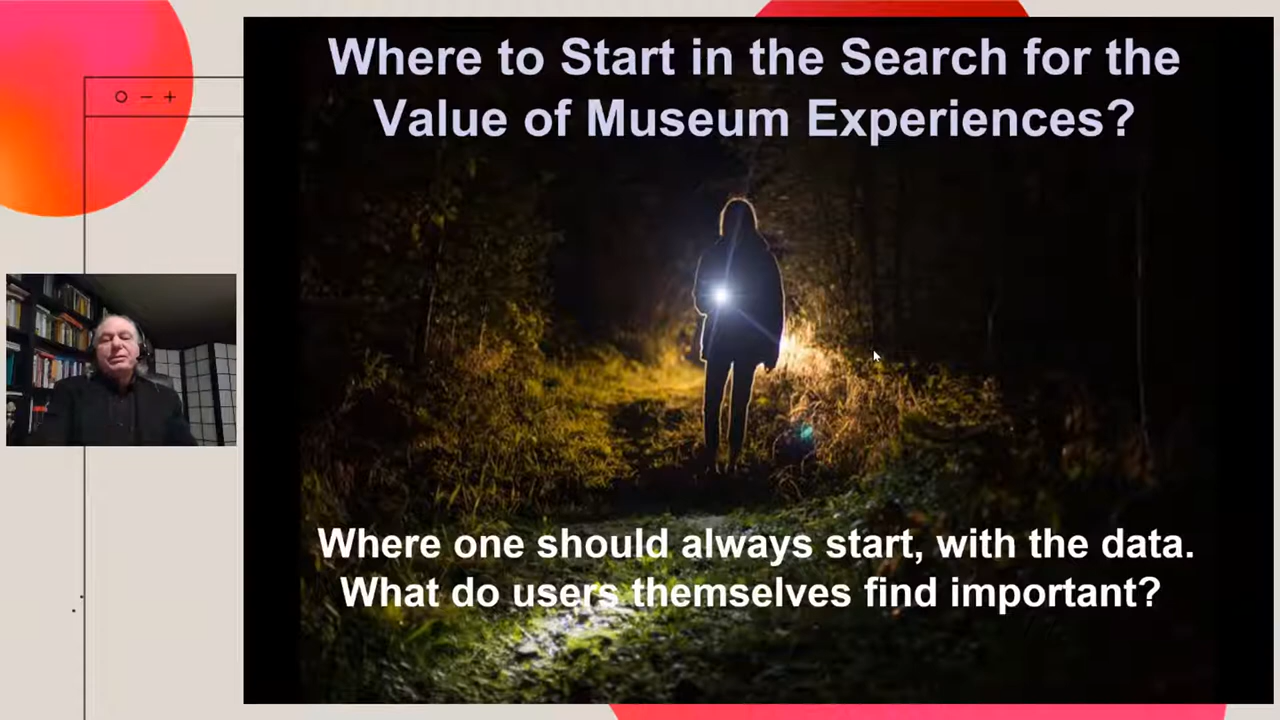 Where to Start in the Search for the
Value of Museum Experiences?
Where one should always start, with the data.
What do users themselves find important?